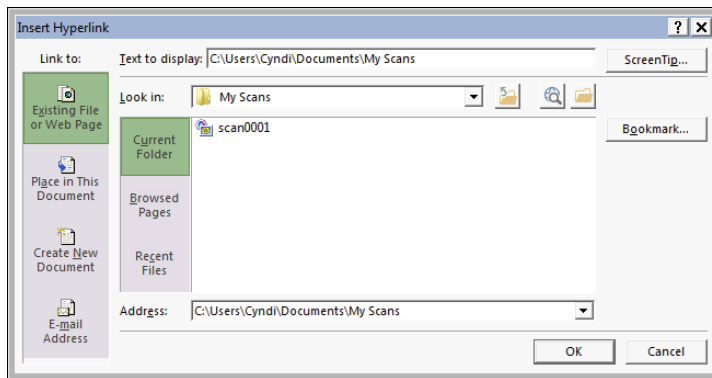 Insert Hyperlink
Link to:
Text to display: C:\Users\Cyndi\Documents\My Scans
ScreenTip...
Existing File
or Web Page
Look in: My Scans
Current
Folder
scan0001
Bookmark...
Place in This
Document
Browsed
Pages
Create New
Document
Recent
Files
E-mail
Address
Address: C:\Users\Cyndi\Documents\My Scans
OK
Cancel